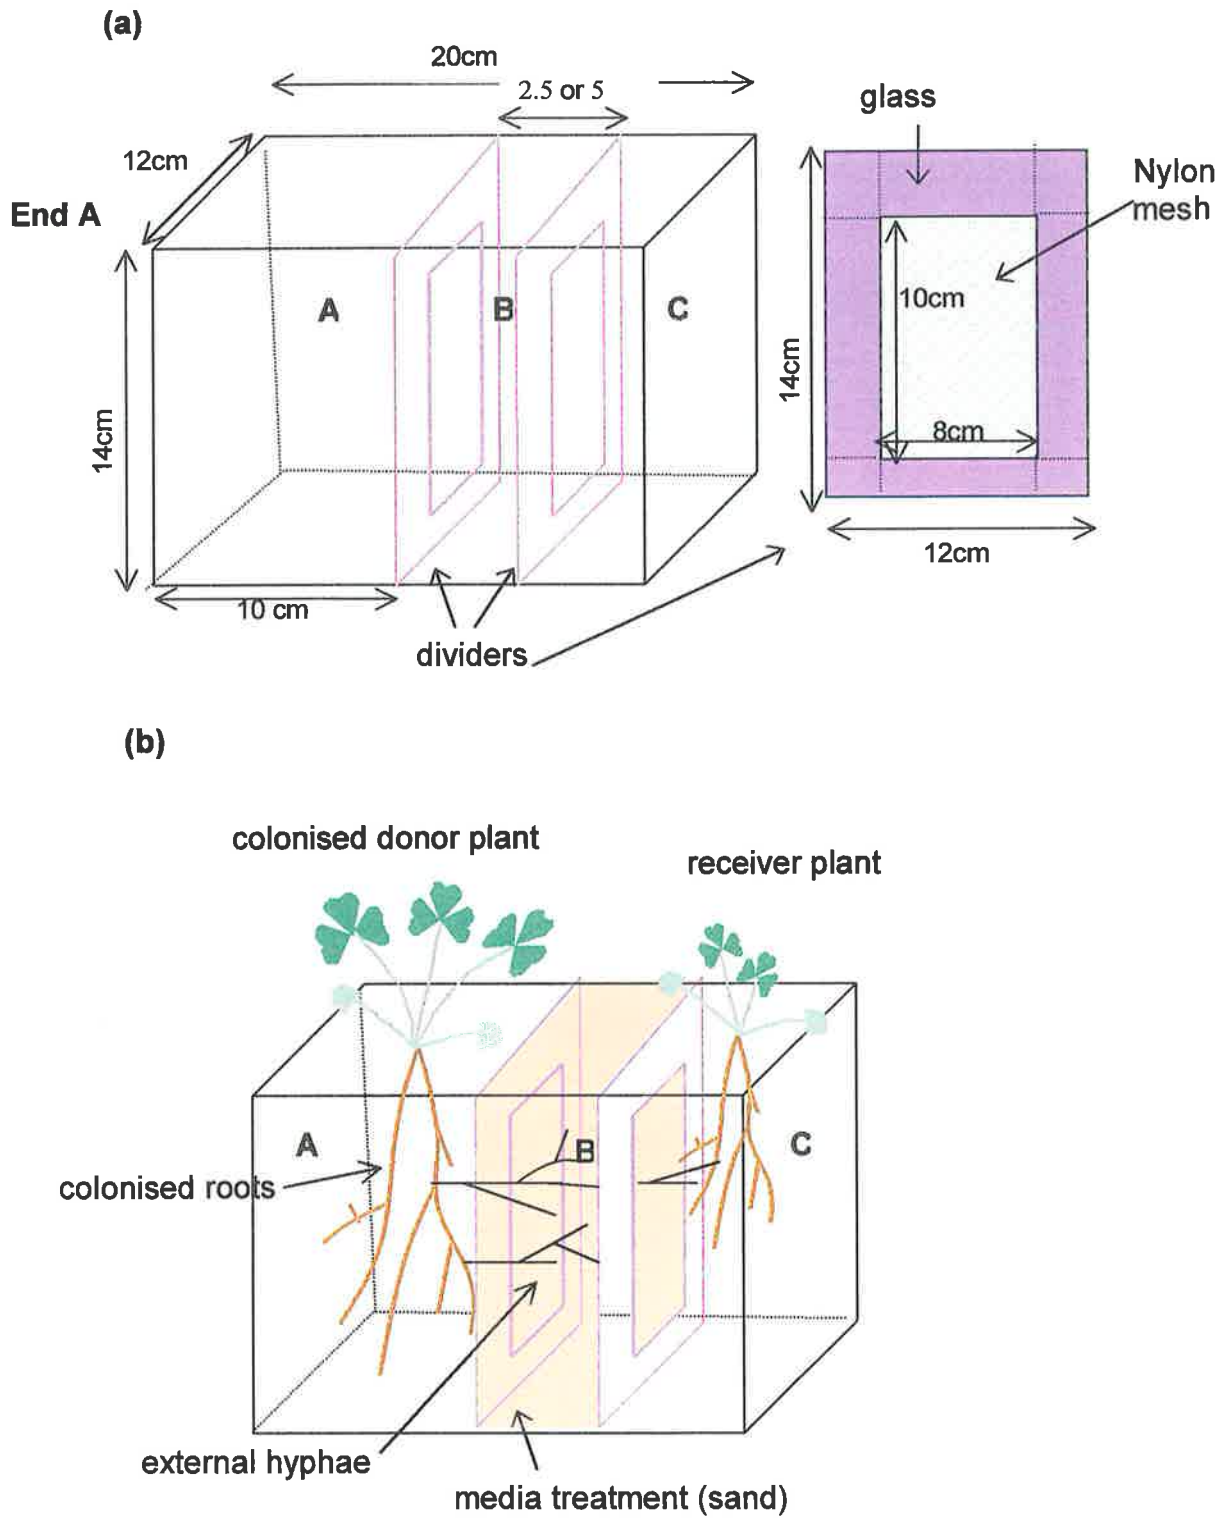 (a)
20cm
2.5 or 5
glass
12cm
Nylon
mesh
End A
A
B
C
10cm
14cm
14cm
8cm
12cm
10 cm
dividers
(b)
colonised donor plant
receiver plant
A
B
C
colonised roots
external hyphae
media treatment (sand)